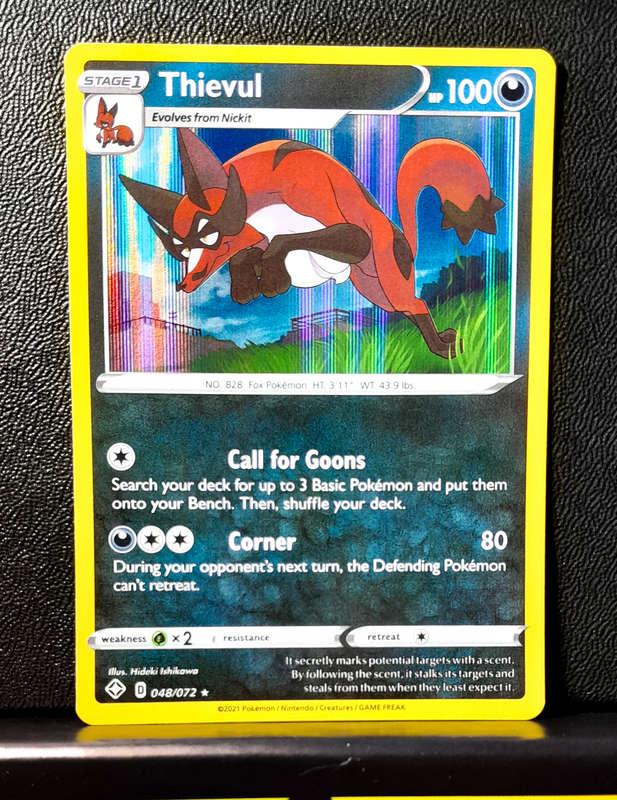 STAGE 1 Thievul HP 100
Evolves from Nickit
NO. 828 Fox Pokémon HT: 3'11" WT: 43.9 lbs.
Call for Goons
Search your deck for up to 3 Basic Pokémon and put them
onto your Bench. Then, shuffle your deck.
Corner 80
During your opponent's next turn, the Defending Pokémon
can't retreat.
weakness ×2 resistance retreat
Illus. Hideki Ishikawa
It secretly marks potential targets with a scent.
By following the scent, it stalks its targets and
steals from them when they least expect it.
D 048/072 ★
©2021 Pokémon / Nintendo / Creatures / GAME FREAK